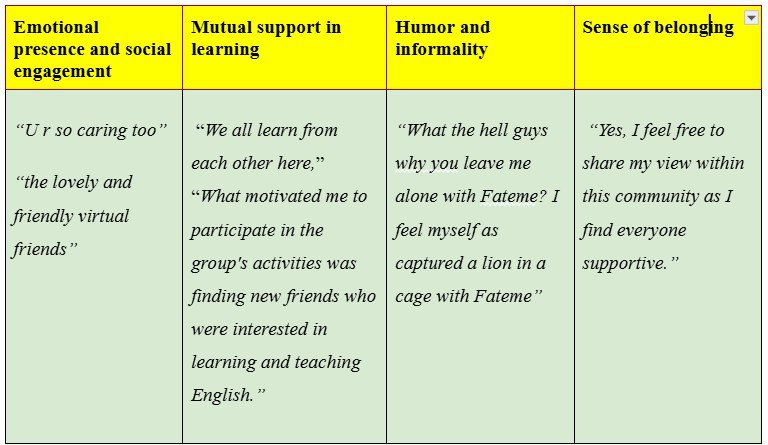 Emotional
presence and social
engagement
Mutual support in
learning
Humor and
informality
Sense of belonging
“U r so caring too”
“the lovely and
friendly virtual
friends”
“We all learn from
each other here,”
“What motivated me to
participate in the
group's activities was
finding new friends who
were interested in
learning and teaching
English.”
“What the hell guys
why you leave me
alone with Fateme? I
feel myself as
captured a lion in a
cage with Fateme”
“Yes, I feel free to
share my view within
this community as I
find everyone
supportive.”